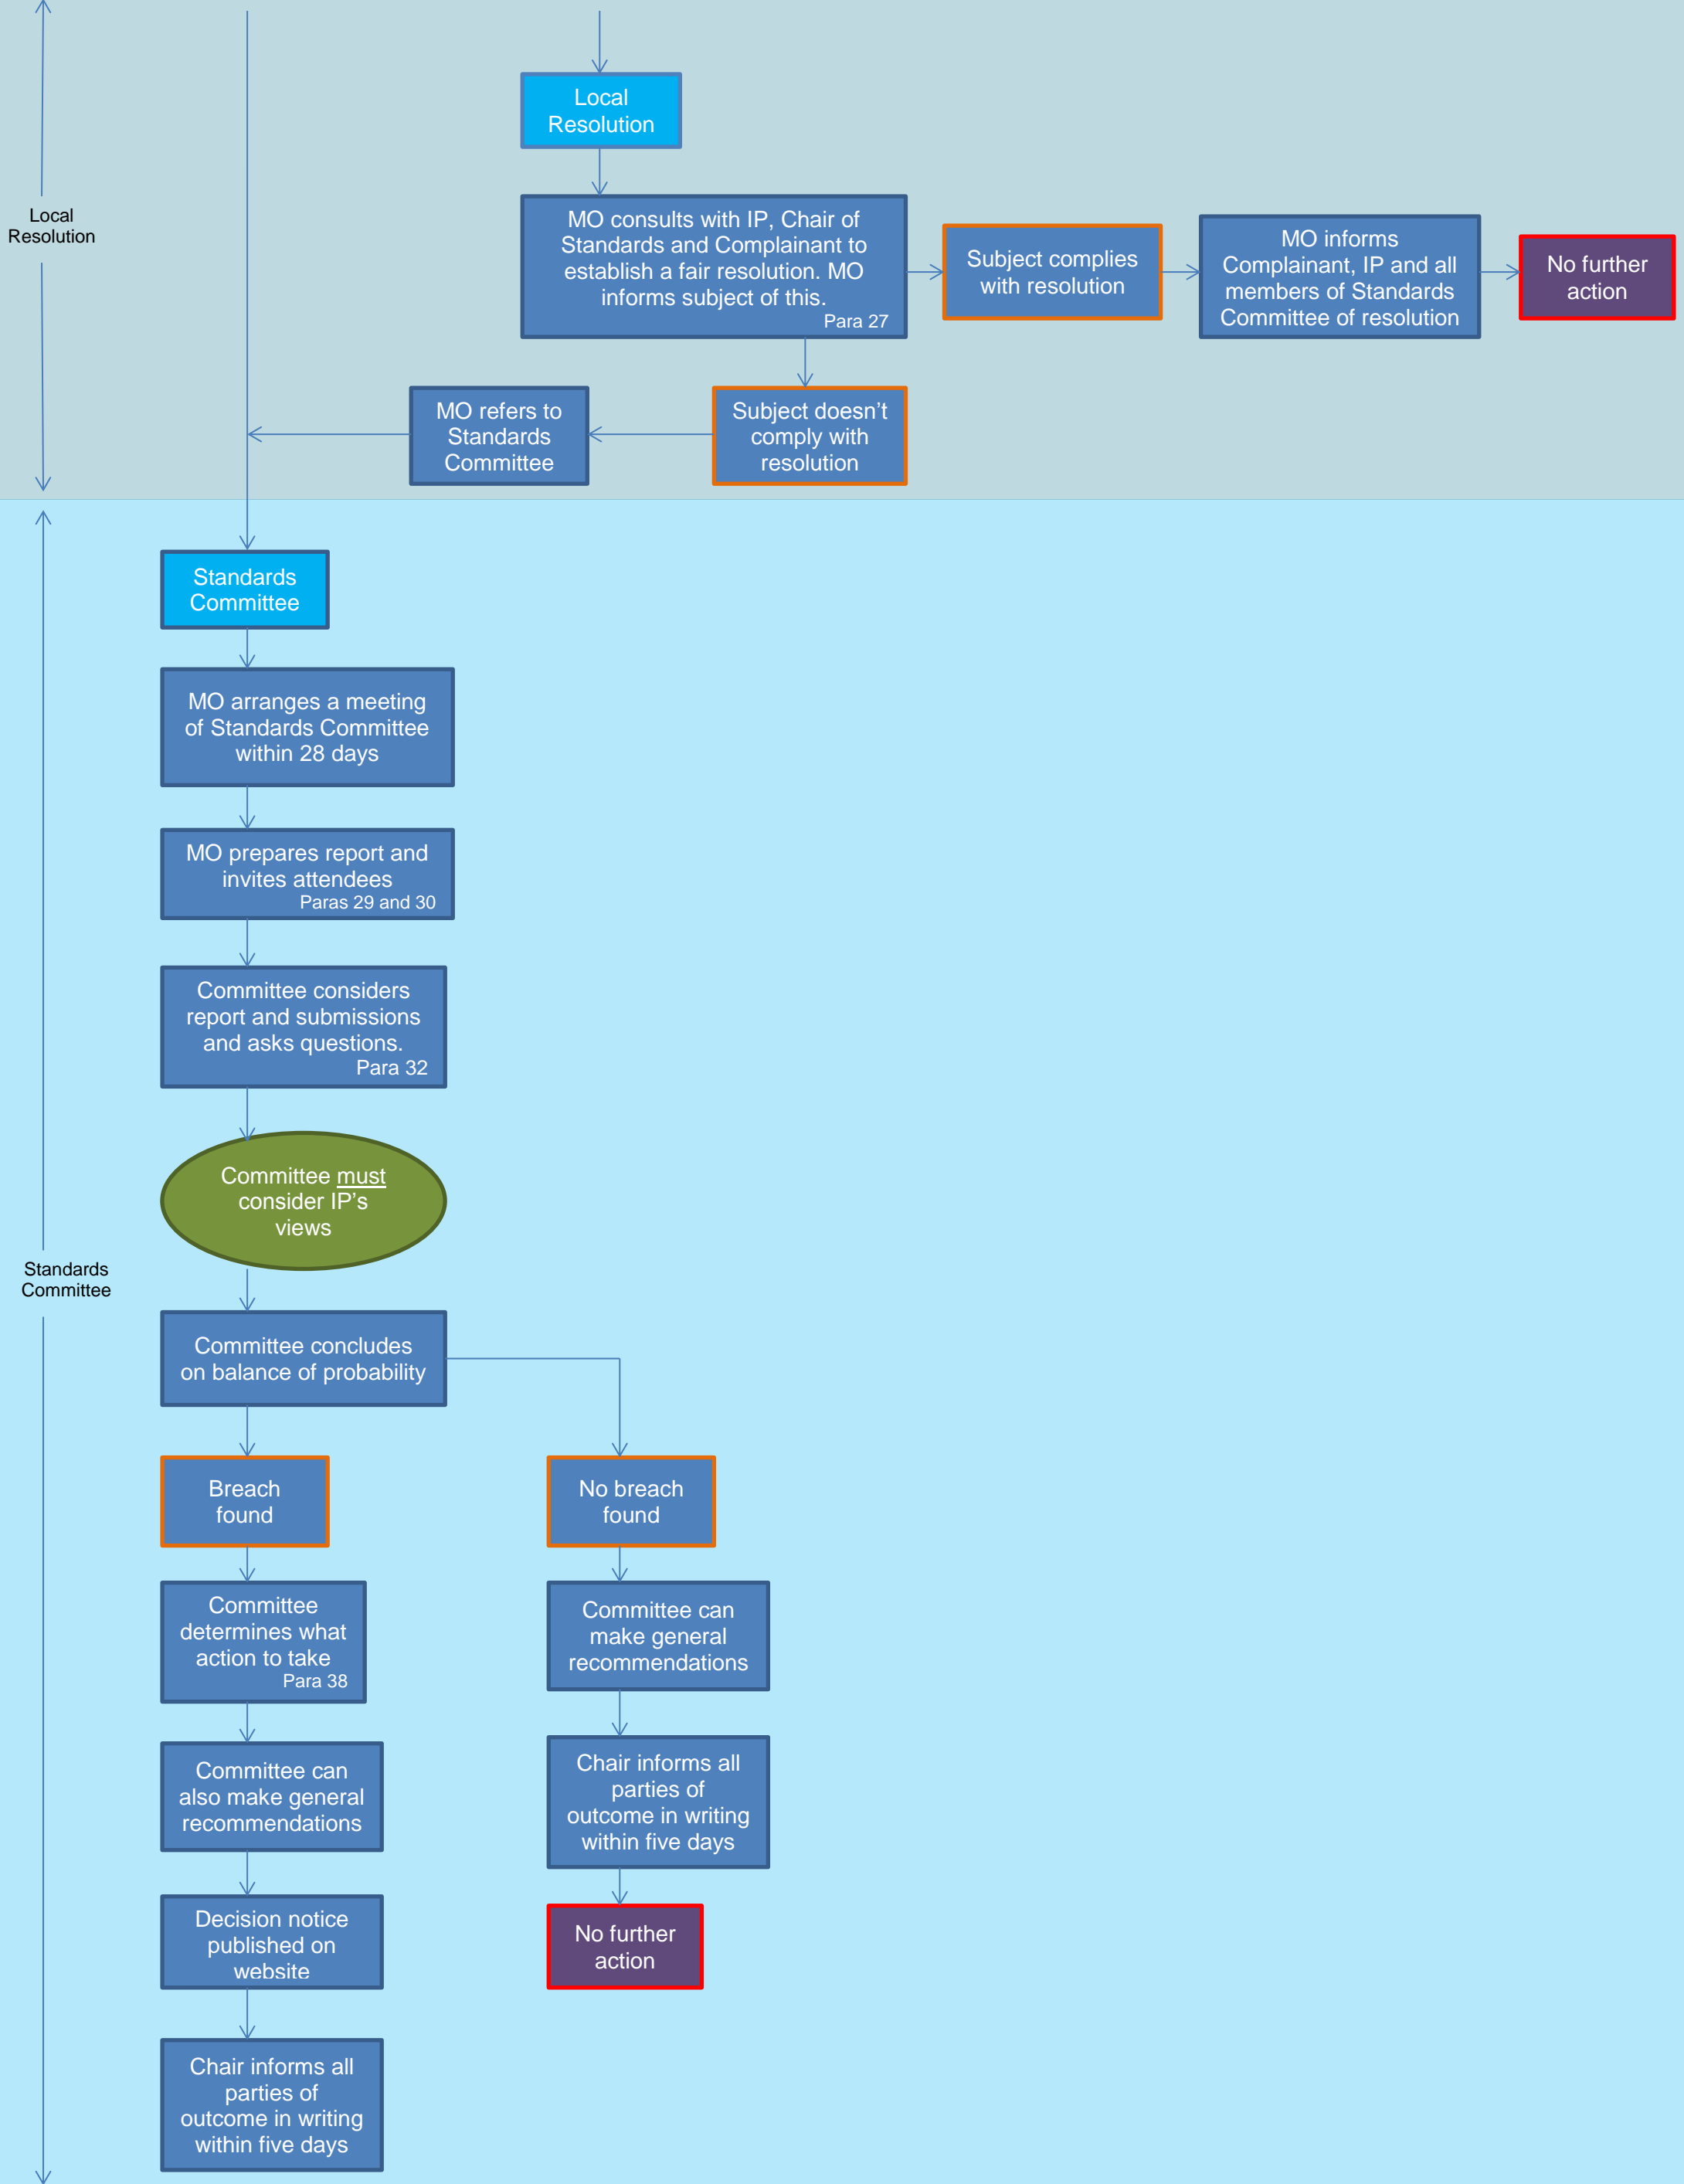 Local
Resolution
Local
Resolution
MO consults with IP, Chair of
Standards and Complainant to
establish a fair resolution. MO
informs subject of this.
Para 27
Subject complies
with resolution
MO informs
Complainant, IP and all
members of Standards
Committee of resolution
No further
action
Subject doesn’t
comply with
resolution
MO refers to
Standards
Committee
Standards
Committee
Standards
Committee
MO arranges a meeting
of Standards Committee
within 28 days
MO prepares report and
invites attendees
Paras 29 and 30
Committee considers
report and submissions
and asks questions.
Para 32
Committee must
consider IP’s
views
Committee concludes
on balance of probability
Breach
found
Committee
determines what
action to take
Para 38
Committee can
also make general
recommendations
Decision notice
published on
website
Chair informs all
parties of
outcome in writing
within five days
No breach
found
Committee can
make general
recommendations
Chair informs all
parties of
outcome in writing
within five days
No further
action